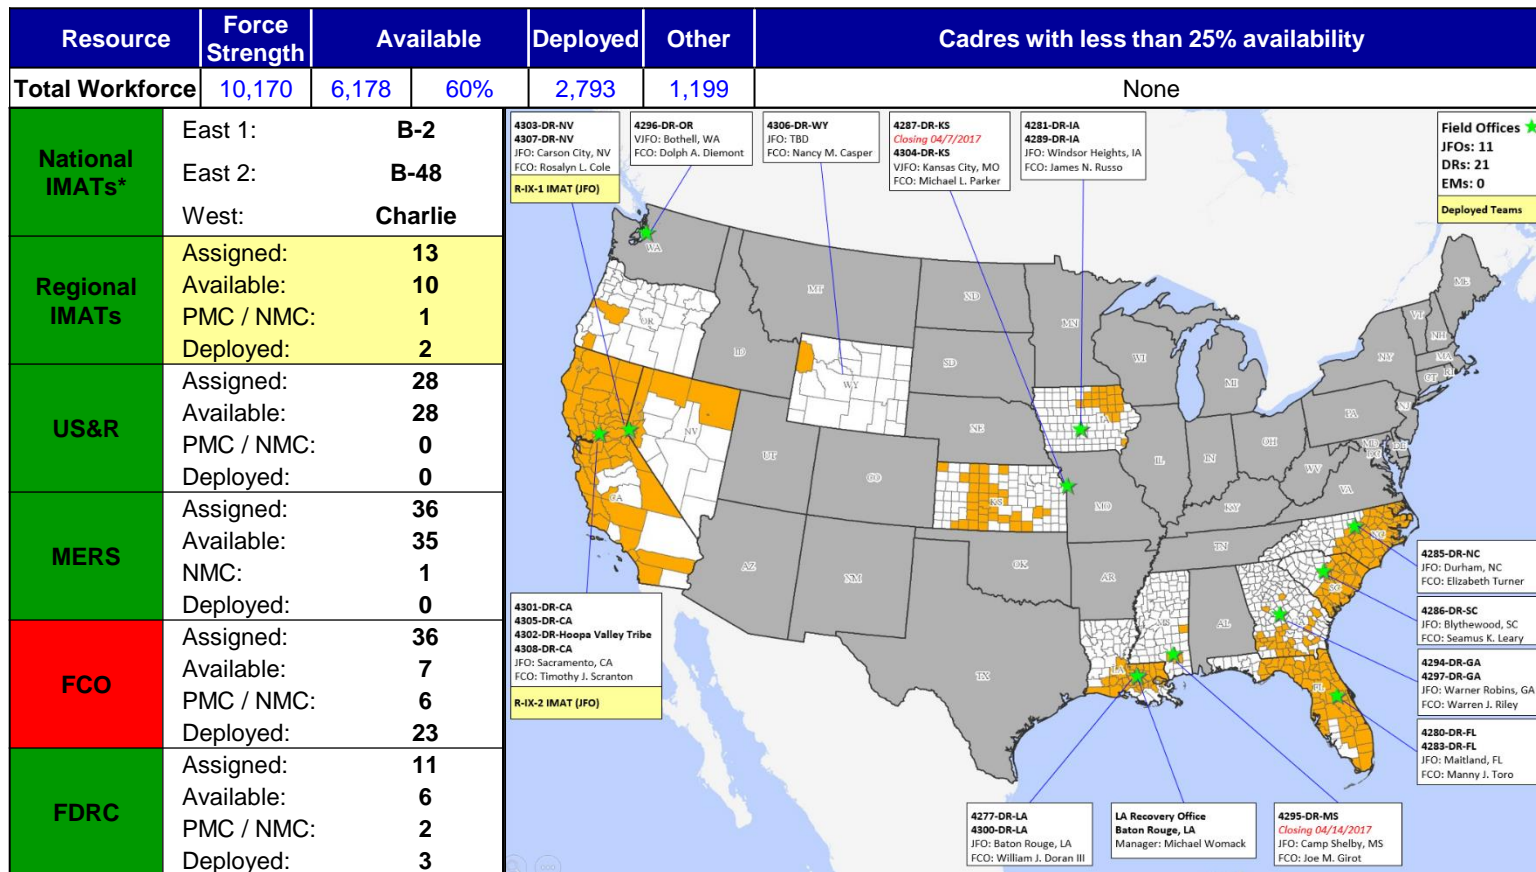 Resource Force Strength Available Deployed Other Cadres with less than 25% availability
Total Workforce 10,170 6,178 60% 2,793 1,199 None
National IMATs*
East 1: B-2
East 2: B-48
West: Charlie
Regional IMATs
Assigned: 13
Available: 10
PMC / NMC: 1
Deployed: 2
US&R
Assigned: 28
Available: 28
PMC / NMC: 0
Deployed: 0
MERS
Assigned: 36
Available: 35
NMC: 1
Deployed: 0
FCO
Assigned: 36
Available: 7
PMC / NMC: 6
Deployed: 23
FDRC
Assigned: 11
Available: 6
PMC / NMC: 2
Deployed: 3
4303-DR-NV
4307-DR-NV
JFO: Carson City, NV
FCO: Rosalyn L. Cole
R-IX-1 IMAT (JFO)
4296-DR-OR
VJFO: Bothell, WA
FCO: Dolph A. Diemont
4306-DR-WY
JFO: TBD
FCO: Nancy M. Casper
4287-DR-KS
Closing 04/7/2017
4304-DR-KS
VJFO: Kansas City, MO
FCO: Michael L. Parker
4281-DR-IA
4289-DR-IA
JFO: Windsor Heights, IA
FCO: James N. Russo
Field Offices
JFOs: 11
DRs: 21
EMs: 0
Deployed Teams
WA
MT
ND
MN
ME
VT
NH
OR
ID
SD
WI
MI
NY
MA
CT
RI
WY
NE
IA
PA
NJ
NV
UT
CO
IL
IN
OH
MD
DE
DC
WV
VA
CA
KS
MO
KY
AZ
NM
OK
AR
TN
NC
SC
MS
AL
GA
TX
LA
FL
4285-DR-NC
JFO: Durham, NC
FCO: Elizabeth Turner
4286-DR-SC
JFO: Blythewood, SC
FCO: Seamus K. Leary
4294-DR-GA
4297-DR-GA
JFO: Warner Robins, GA
FCO: Warren J. Riley
4280-DR-FL
4283-DR-FL
JFO: Maitland, FL
FCO: Manny J. Toro
4301-DR-CA
4305-DR-CA
4302-DR-Hoopa Valley Tribe
4308-DR-CA
JFO: Sacramento, CA
FCO: Timothy J. Scranton
R-IX-2 IMAT (JFO)
4277-DR-LA
4300-DR-LA
JFO: Baton Rouge, LA
FCO: William J. Doran III
LA Recovery Office
Baton Rouge, LA
Manager: Michael Womack
4295-DR-MS
Closing 04/14/2017
JFO: Camp Shelby, MS
FCO: Joe M. Girot